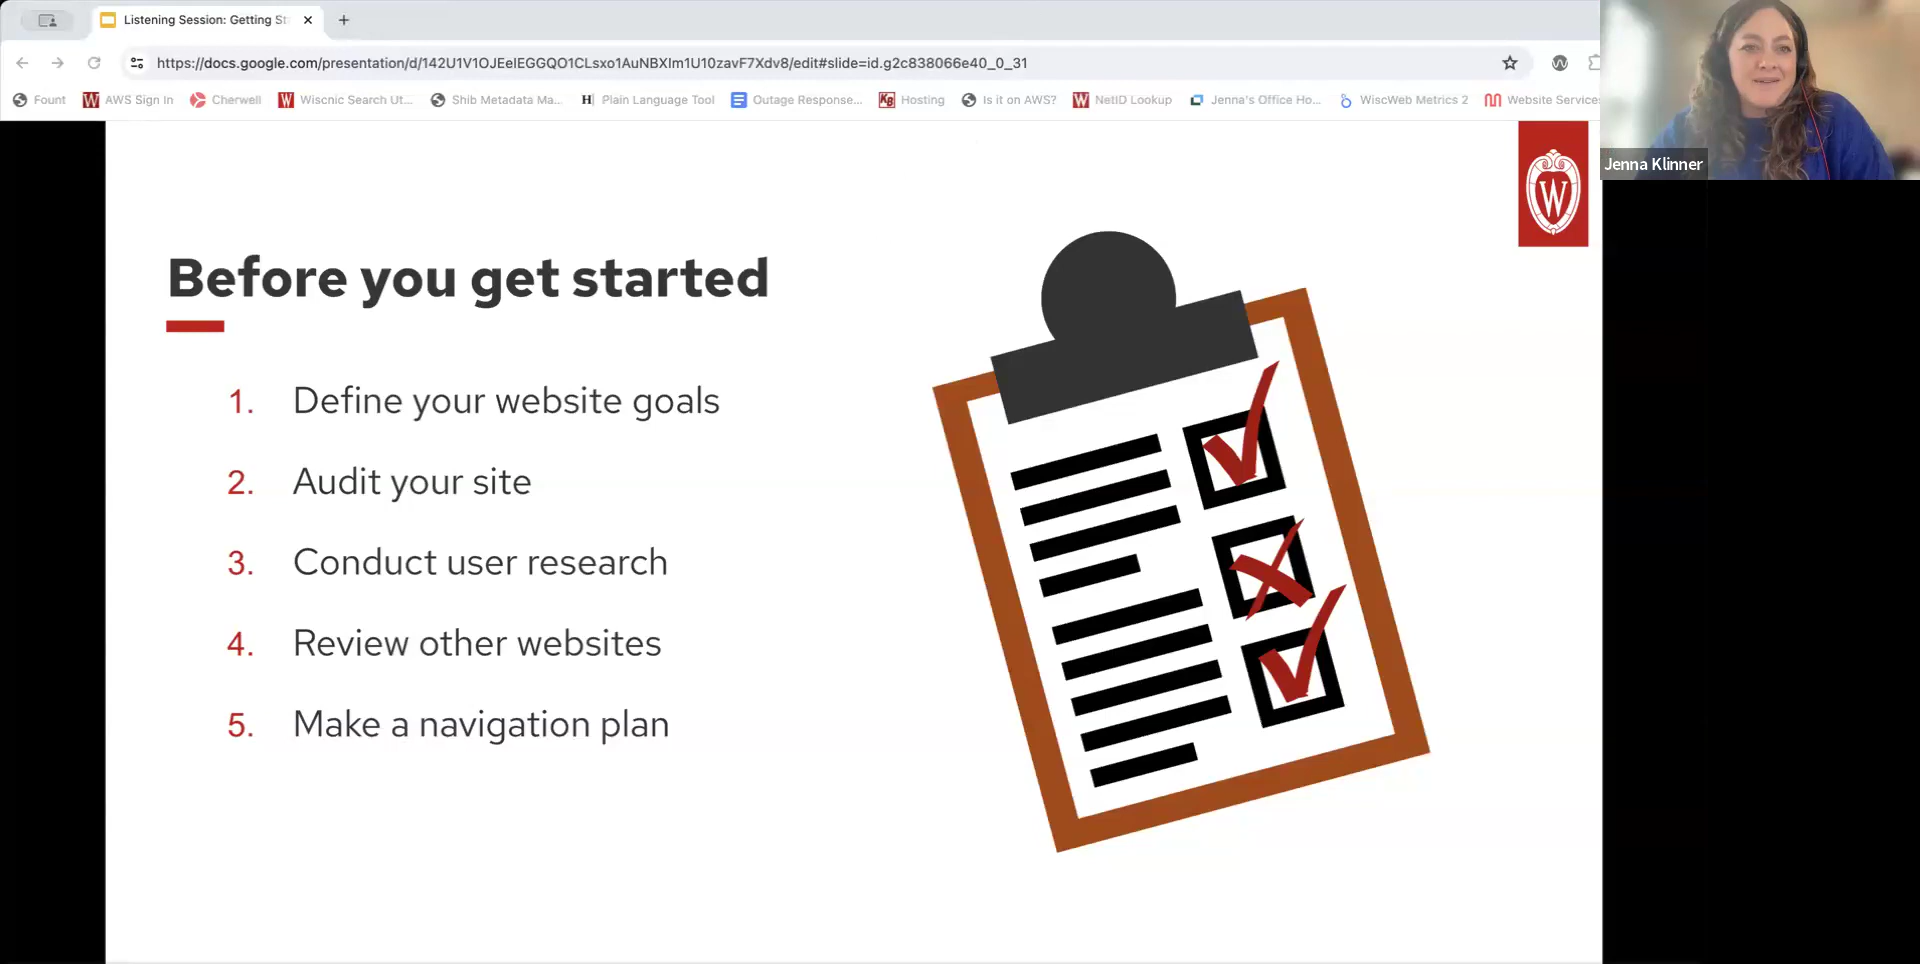 Listening Session: Getting St
https://docs.google.com/presentation/d/142U1V1OJEeIEGGQO1CLsxo1AuNBXIm1U10zavF7Xdv8/edit#slide=id.g2c838066e40_0_31
Fount
AWS Sign In
Cherwell
Wiscnic Search Ut...
Shib Metadata Ma...
Plain Language Tool
Outage Response...
Hosting
Is it on AWS?
NetID Lookup
Jenna's Office Ho...
WiscWeb Metrics 2
Website Services
Jenna Klinner
W
Before you get started
1. Define your website goals
2. Audit your site
3. Conduct user research
4. Review other websites
5. Make a navigation plan